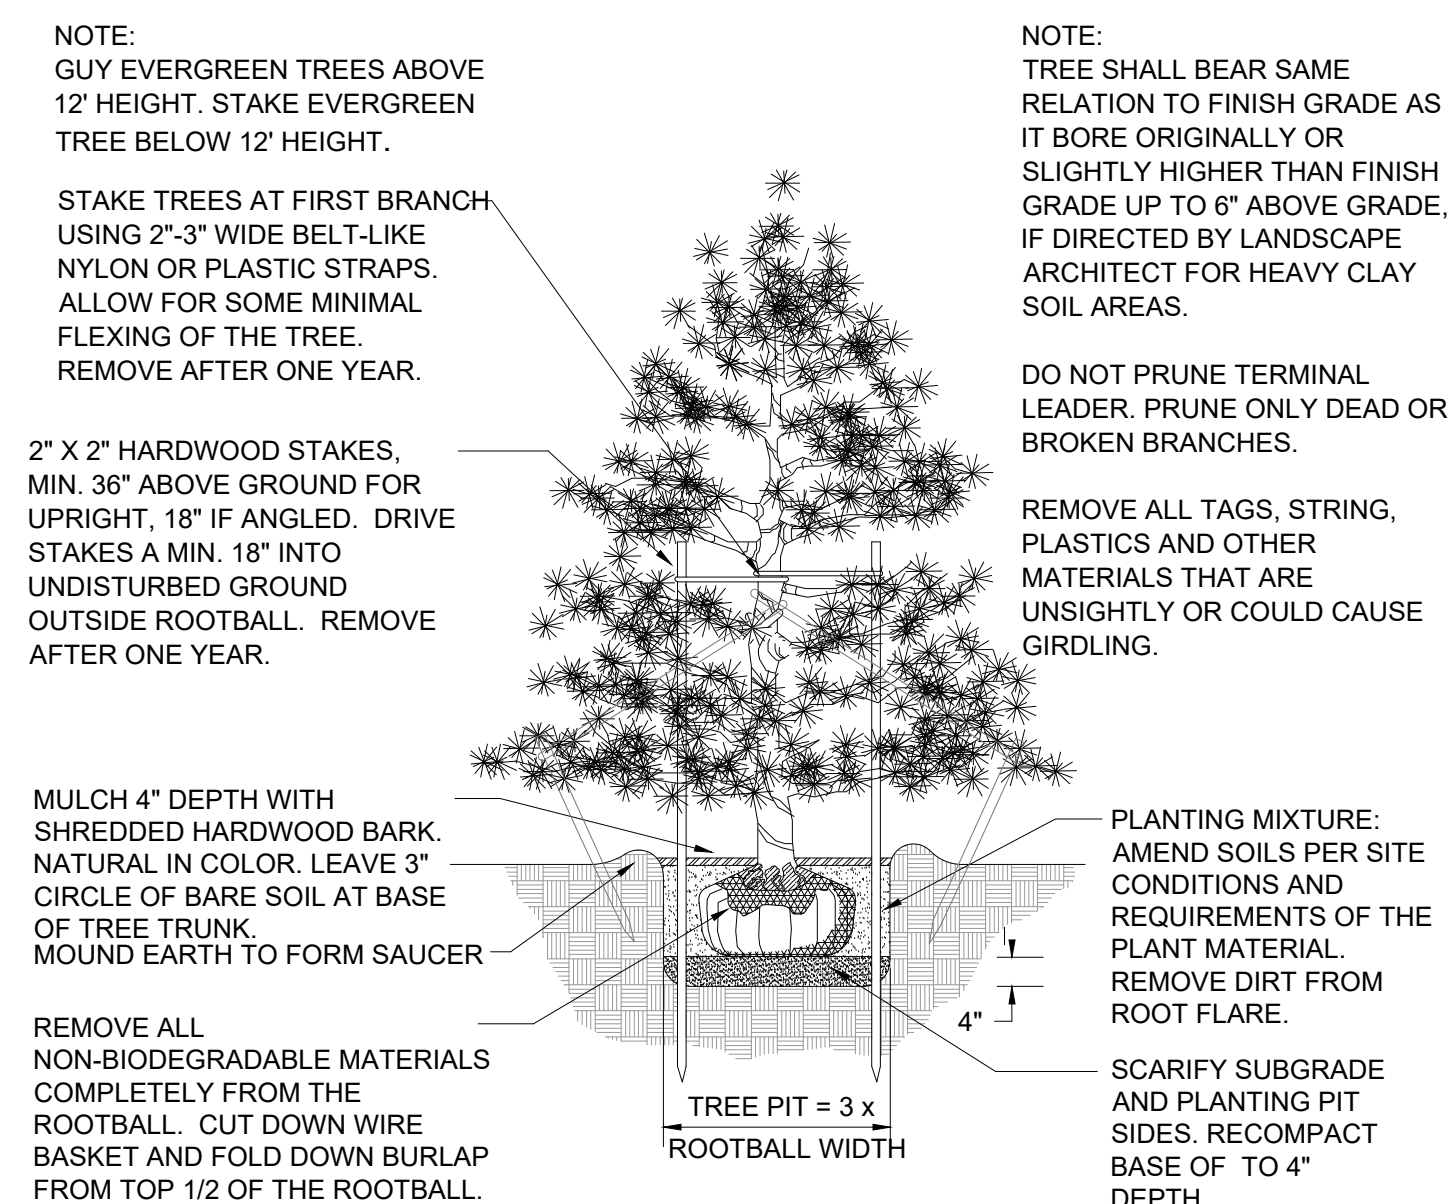 NOTE:
GUY EVERGREEN TREES ABOVE
12' HEIGHT. STAKE EVERGREEN
TREE BELOW 12' HEIGHT.
STAKE TREES AT FIRST BRANCH
USING 2"-3" WIDE BELT-LIKE
NYLON OR PLASTIC STRAPS.
ALLOW FOR SOME MINIMAL
FLEXING OF THE TREE.
REMOVE AFTER ONE YEAR.
2" X 2" HARDWOOD STAKES,
MIN. 36" ABOVE GROUND FOR
UPRIGHT, 18" IF ANGLED. DRIVE
STAKES A MIN. 18" INTO
UNDISTURBED GROUND
OUTSIDE ROOTBALL. REMOVE
AFTER ONE YEAR.
MULCH 4" DEPTH WITH
SHREDDED HARDWOOD BARK.
NATURAL IN COLOR. LEAVE 3"
CIRCLE OF BARE SOIL AT BASE
OF TREE TRUNK.
MOUND EARTH TO FORM SAUCER
REMOVE ALL
NON-BIODEGRADABLE MATERIALS
COMPLETELY FROM THE
ROOTBALL. CUT DOWN WIRE
BASKET AND FOLD DOWN BURLAP
FROM TOP 1/2 OF THE ROOTBALL.
TREE PIT = 3 x
ROOTBALL WIDTH
4"
NOTE:
TREE SHALL BEAR SAME
RELATION TO FINISH GRADE AS
IT BORE ORIGINALLY OR
SLIGHTLY HIGHER THAN FINISH
GRADE UP TO 6" ABOVE GRADE,
IF DIRECTED BY LANDSCAPE
ARCHITECT FOR HEAVY CLAY
SOIL AREAS.
DO NOT PRUNE TERMINAL
LEADER. PRUNE ONLY DEAD OR
BROKEN BRANCHES.
REMOVE ALL TAGS, STRING,
PLASTICS AND OTHER
MATERIALS THAT ARE
UNSIGHTLY OR COULD CAUSE
GIRDLING.
PLANTING MIXTURE:
AMEND SOILS PER SITE
CONDITIONS AND
REQUIREMENTS OF THE
PLANT MATERIAL.
REMOVE DIRT FROM
ROOT FLARE.
SCARIFY SUBGRADE
AND PLANTING PIT
SIDES. RECOMPACT
BASE OF TO 4"
DEPTH